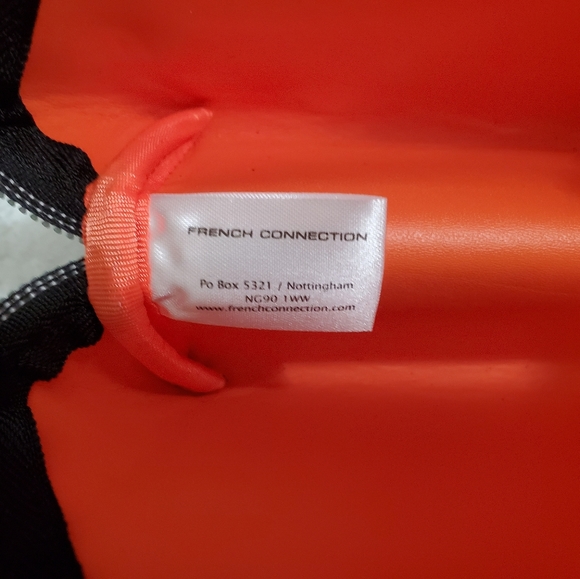 FRENCH CONNECTION
Po Box 5321 / Nottingham
NG90 1WW
www.frenchconnection.com